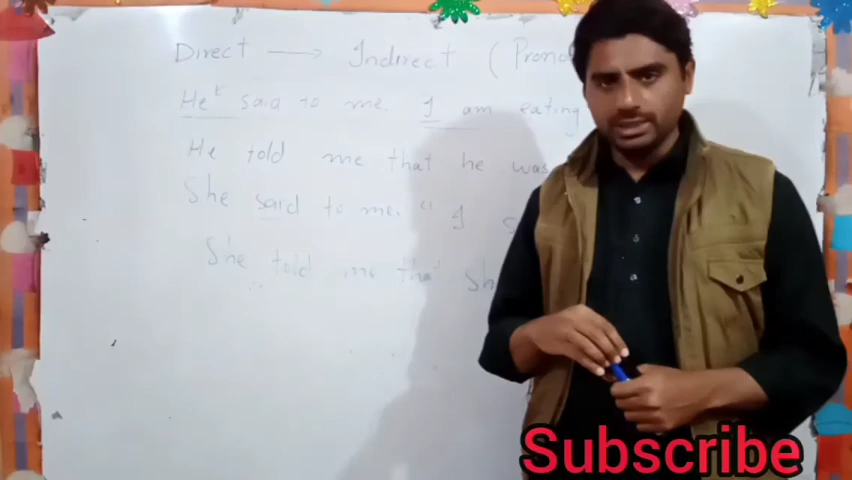 Direct → Indirect (Prono
He said to me. I am eating
He told me that he was
She said to me. " I s
She told me that she
Subscribe